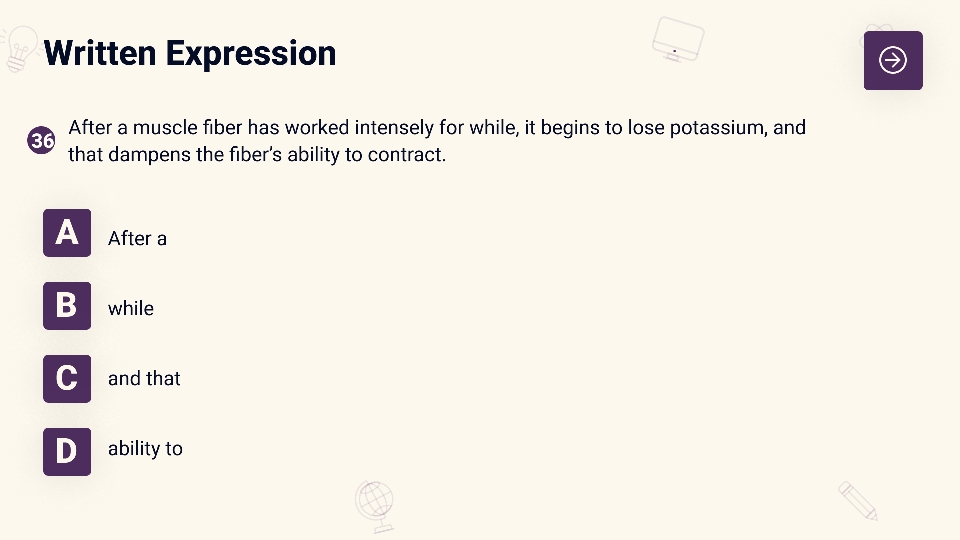 Written Expression
36
After a muscle fiber has worked intensely for while, it begins to lose potassium, and
that dampens the fiber's ability to contract.
A
After a
B
while
C
and that
D
ability to